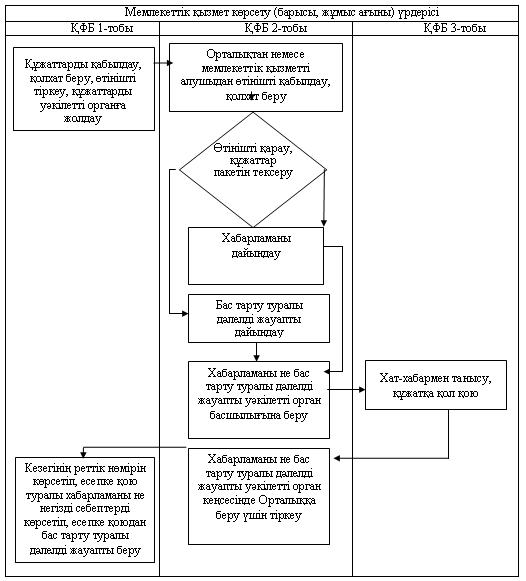 Мемлекеттік қызмет көрсету (барысы, жұмыс ағыны) үрдерісі
ҚФБ 1-тобы
ҚФБ 2-тобы
ҚФБ 3-тобы
Құжаттарды қабылдау,
қолхат беру, өтінішті
тіркеу, құжаттарды
уәкілетті органға
жолдау
Орталықтан немесе
мемлекеттік қызметті
алушыдан өтінішті қабылдау,
қолхат беру
Өтінішті қарау,
құжаттар
пакетін тексеру
Хабарламаны
дайындау
Бас тарту туралы
дәлелді жауапты
дайындау
Хабарламаны не бас
тарту туралы дәлелді
жауапты уәкілетті орган
басшылығына беру
Хат-хабармен танысу,
құжатқа қол қою
Хабарламаны не бас
тарту туралы дәлелді
жауапты уәкілетті орган
кеңсесінде Орталыққа
беру үшін тіркеу
Кезегінің реттік нөмірін
көрсетіп, есепке қою
туралы хабарламаны не
негізді себептерді
көрсетіп, есепке қоюдан
бас тарту туралы
дәлелді жауапты беру